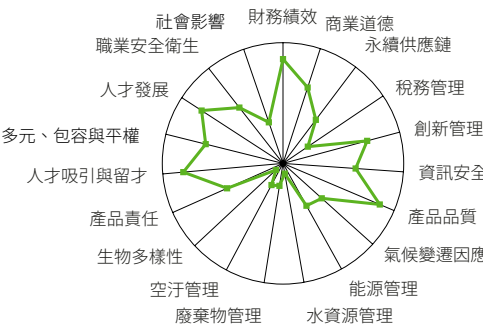 財務績效
商業道德
永續供應鏈
稅務管理
創新管理
資訊安全
產品品質
氣候變遷因應
能源管理
水資源管理
廢棄物管理
空汙管理
生物多樣性
產品責任
人才吸引與留才
多元、包容與平權
人才發展
職業安全衛生
社會影響